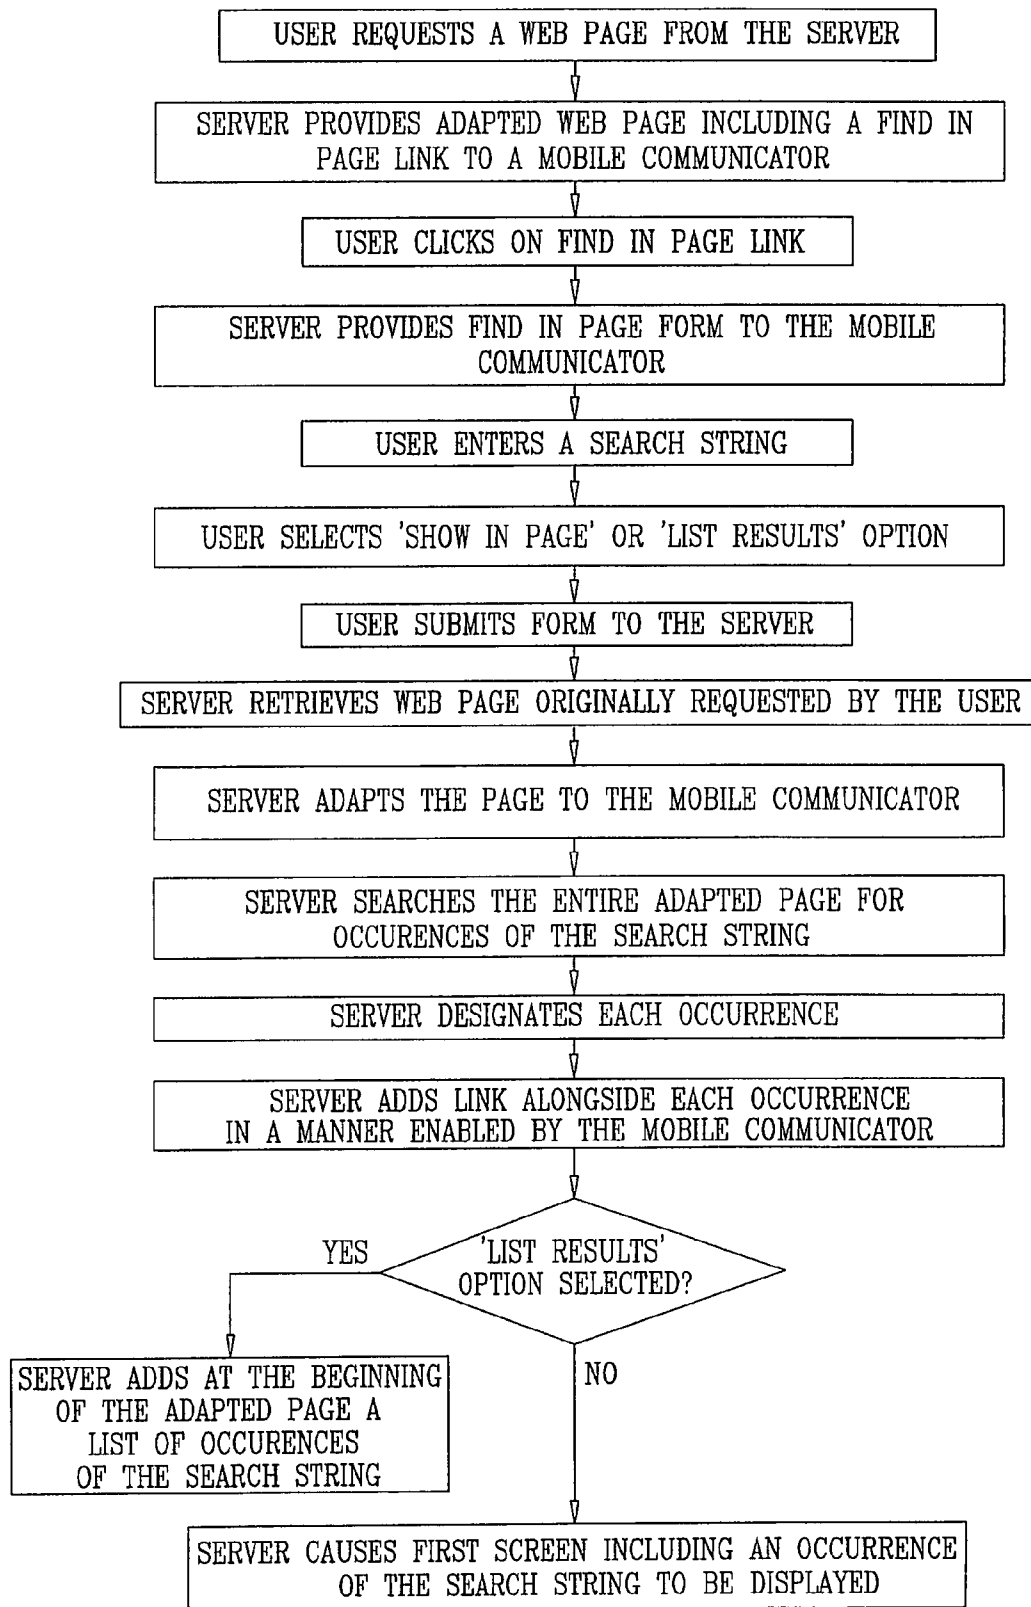 USER REQUESTS A WEB PAGE FROM THE SERVER
SERVER PROVIDES ADAPTED WEB PAGE INCLUDING A FIND IN
PAGE LINK TO A MOBILE COMMUNICATOR
USER CLICKS ON FIND IN PAGE LINK
SERVER PROVIDES FIND IN PAGE FORM TO THE MOBILE
COMMUNICATOR
USER ENTERS A SEARCH STRING
USER SELECTS 'SHOW IN PAGE' OR 'LIST RESULTS' OPTION
USER SUBMITS FORM TO THE SERVER
SERVER RETRIEVES WEB PAGE ORIGINALLY REQUESTED BY THE USER
SERVER ADAPTS THE PAGE TO THE MOBILE COMMUNICATOR
SERVER SEARCHES THE ENTIRE ADAPTED PAGE FOR
OCCURENCES OF THE SEARCH STRING
SERVER DESIGNATES EACH OCCURRENCE
SERVER ADDS LINK ALONGSIDE EACH OCCURRENCE
IN A MANNER ENABLED BY THE MOBILE COMMUNICATOR
'LIST RESULTS'
OPTION SELECTED?
YES
SERVER ADDS AT THE BEGINNING
OF THE ADAPTED PAGE A
LIST OF OCCURENCES
OF THE SEARCH STRING
NO
SERVER CAUSES FIRST SCREEN INCLUDING AN OCCURRENCE
OF THE SEARCH STRING TO BE DISPLAYED